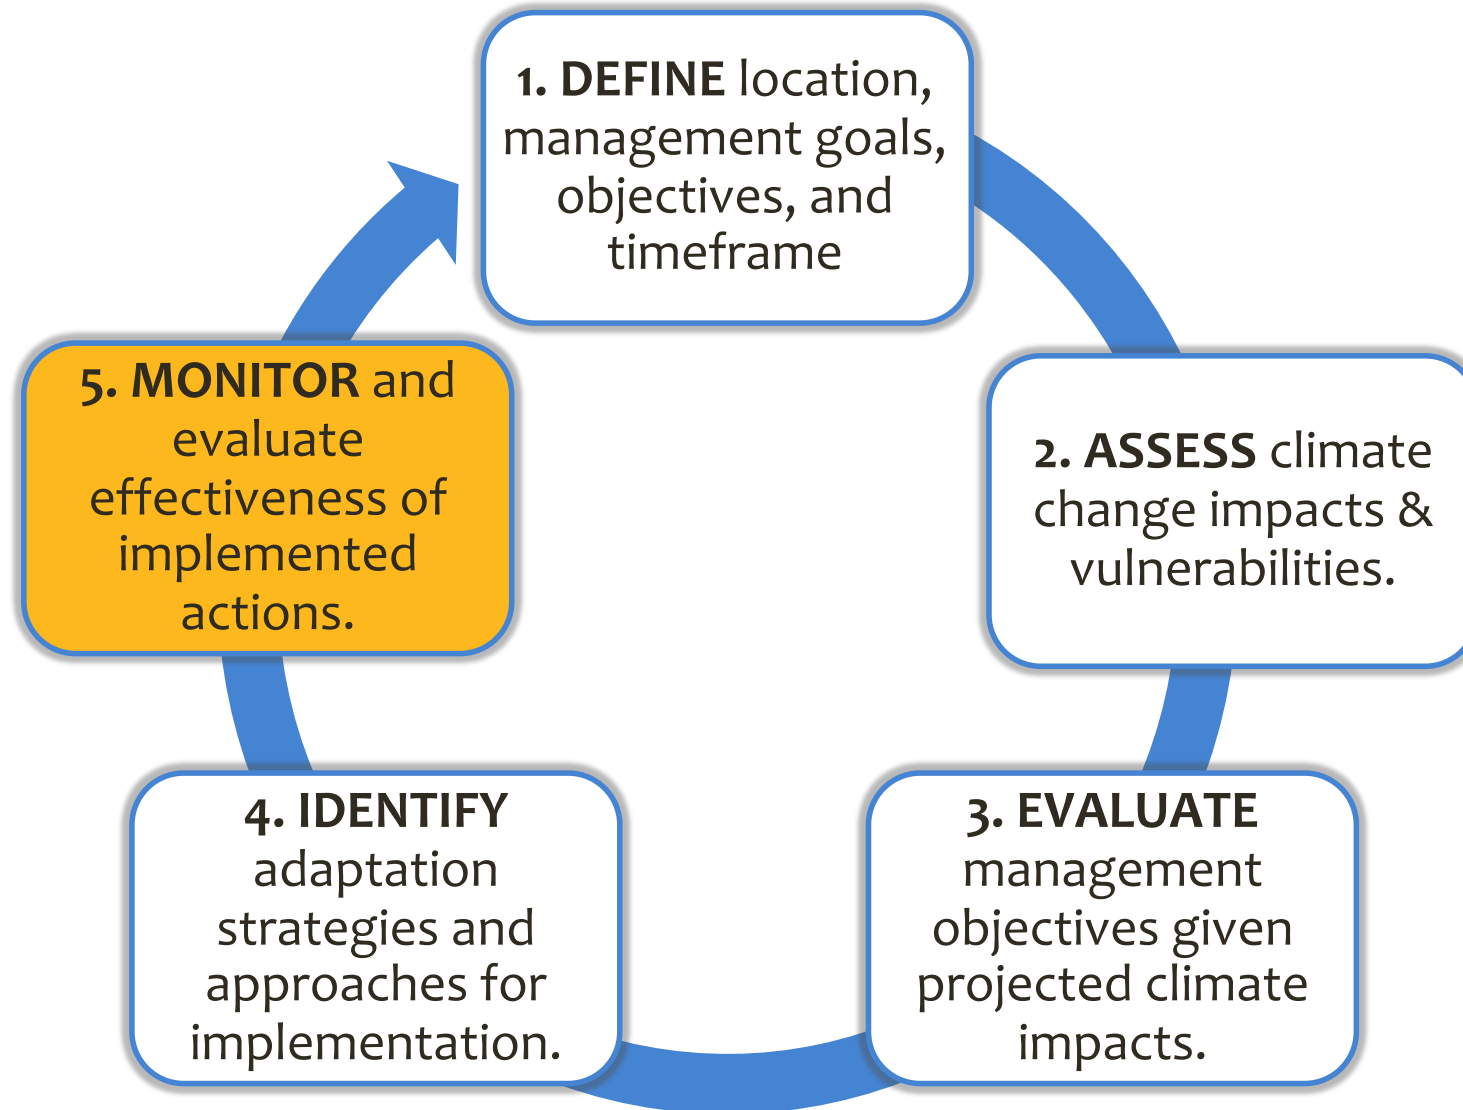 1. DEFINE location,
management goals,
objectives, and
timeframe
2. ASSESS climate
change impacts &
vulnerabilities.
3. EVALUATE
management
objectives given
projected climate
impacts.
4. IDENTIFY
adaptation
strategies and
approaches for
implementation.
5. MONITOR and
evaluate
effectiveness of
implemented
actions.